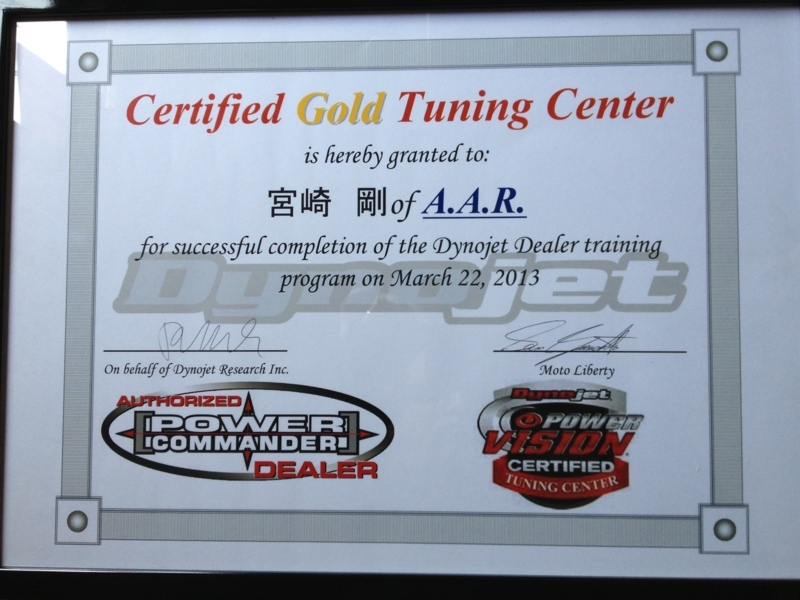 Certified Gold Tuning Center
is hereby granted to:
宮崎 剛 of A.A.R.
for successful completion of the Dynojet Dealer training
program on March 22, 2013
Dynojet
On behalf of Dynojet Research Inc.
Moto Liberty
AUTHORIZED
POWER
COMMANDER
DEALER
Dynojet
POWER
VISION
CERTIFIED
TUNING CENTER